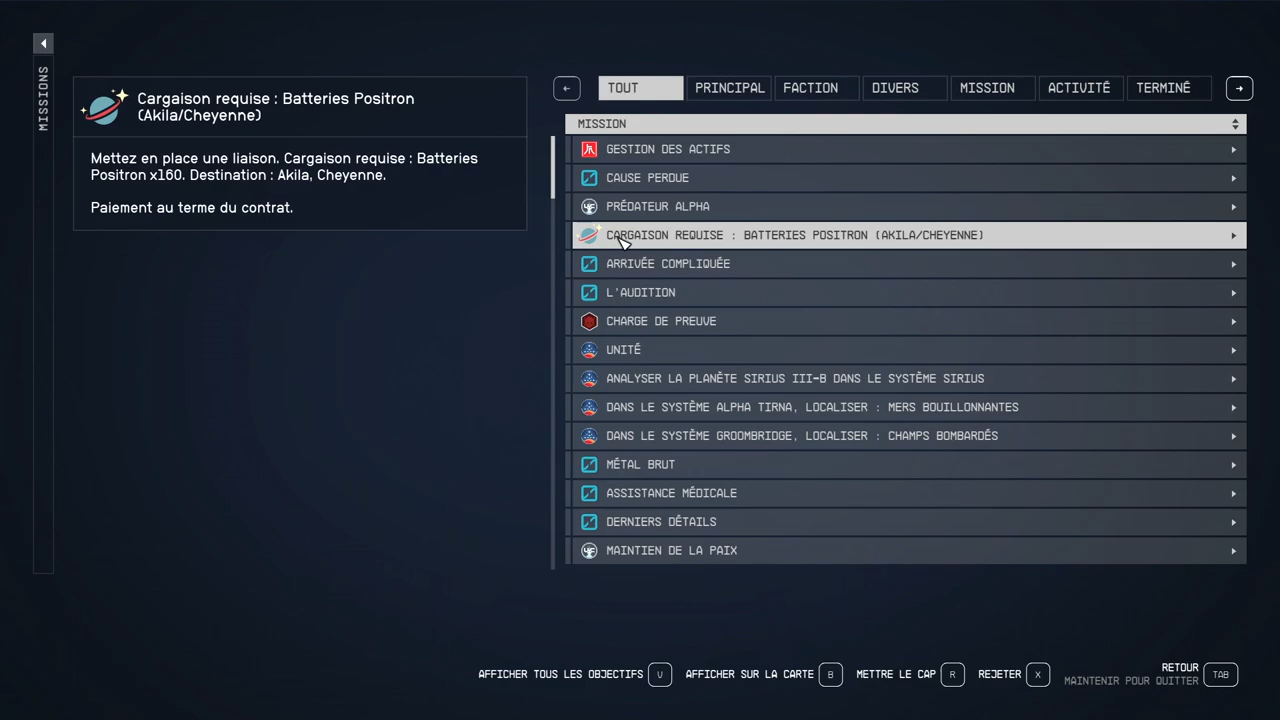 MISSIONS
Cargaison requise : Batteries Positron
(Akila/Cheyenne)
Mettez en place une liaison. Cargaison requise : Batteries
Positron x160. Destination : Akila, Cheyenne.
Paiement au terme du contrat.
TOUT PRINCIPAL FACTION DIVERS MISSION ACTIVITÉ TERMINÉ
MISSION
GESTION DES ACTIFS
CAUSE PERDUE
PRÉDATEUR ALPHA
CARGAISON REQUISE : BATTERIES POSITRON (AKILA/CHEYENNE)
ARRIVÉE COMPLIQUÉE
L'AUDITION
CHARGE DE PREUVE
UNITÉ
ANALYSER LA PLANÈTE SIRIUS III-B DANS LE SYSTÈME SIRIUS
DANS LE SYSTÈME ALPHA TIRNA, LOCALISER : MERS BOUILLONNANTES
DANS LE SYSTÈME GROOMBRIDGE, LOCALISER : CHAMPS BOMBARDÉS
MÉTAL BRUT
ASSISTANCE MÉDICALE
DERNIERS DÉTAILS
MAINTIEN DE LA PAIX
AFFICHER TOUS LES OBJECTIFS V AFFICHER SUR LA CARTE B METTRE LE CAP R REJETER X RETOUR TAB
MAINTENIR POUR QUITTER